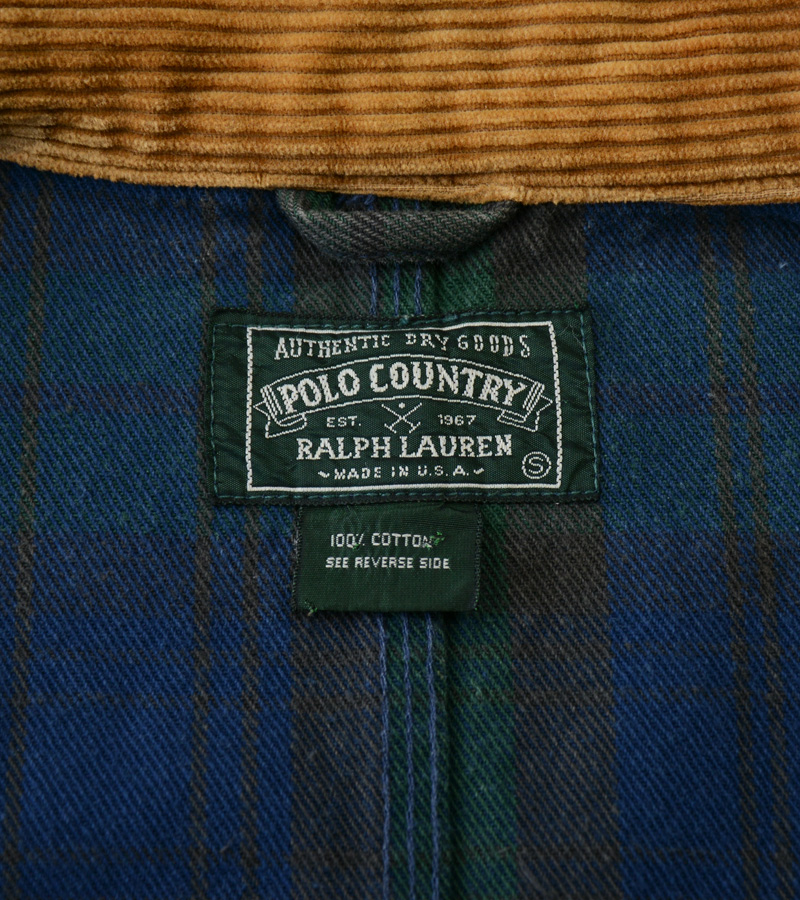 AUTHENTIC DRY GOODS
POLO COUNTRY
EST. 1967
RALPH LAUREN
MADE IN U.S.A.
S
100% COTTON
SEE REVERSE SIDE